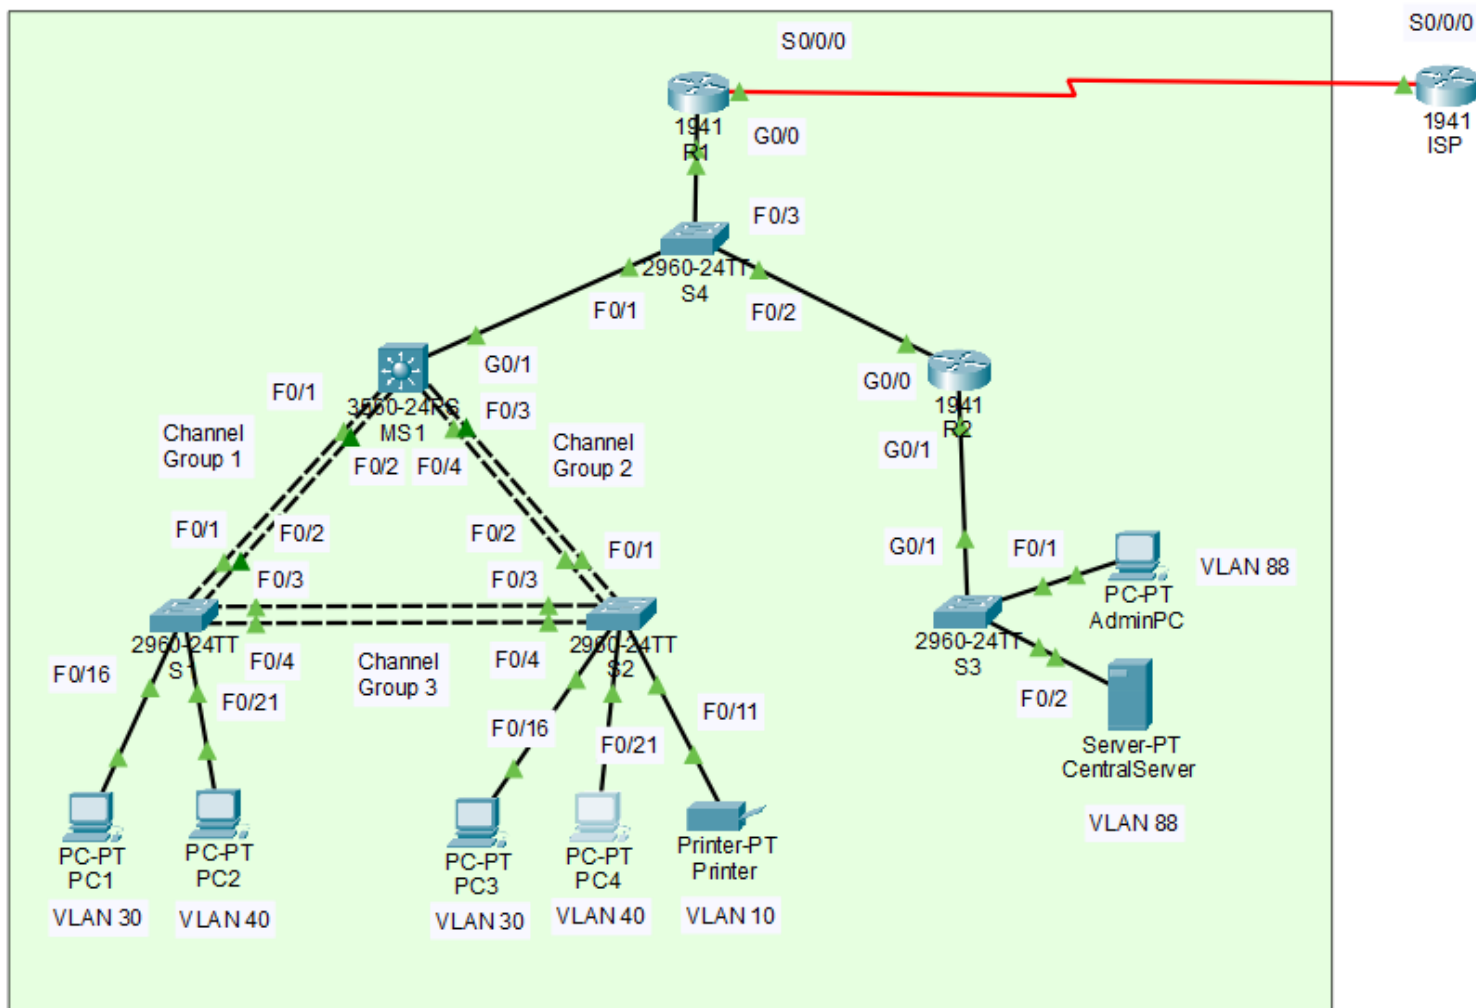 S0/0/0
S0/0/0
1941
R1
1941
ISP
G0/0
F0/3
2960-24TT
S4
F0/1
F0/2
G0/1
G0/0
F0/1
3560-24PS
MS1
F0/3
1941
R2
Channel
Group 1
Channel
Group 2
F0/2
F0/4
G0/1
F0/1
F0/2
F0/2
F0/1
G0/1
F0/1
F0/3
F0/3
PC-PT
AdminPC
VLAN 88
2960-24TT
S1
2960-24TT
S2
2960-24TT
S3
F0/16
F0/4
Channel
Group 3
F0/4
F0/21
F0/16
F0/21
F0/11
F0/2
Server-PT
CentralServer
VLAN 88
PC-PT
PC1
PC-PT
PC2
PC-PT
PC3
PC-PT
PC4
Printer-PT
Printer
VLAN 30
VLAN 40
VLAN 30
VLAN 40
VLAN 10